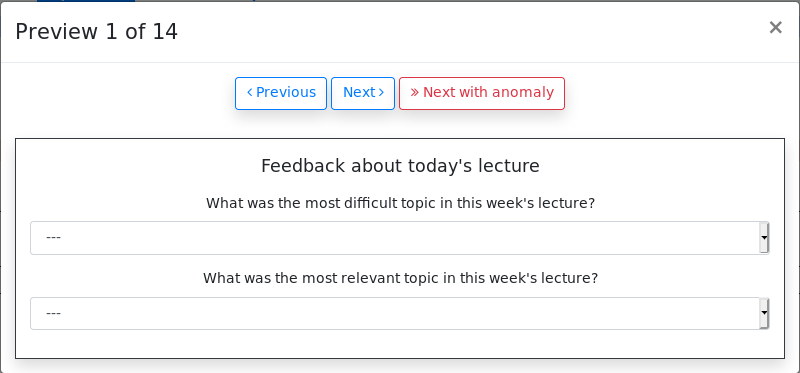 Preview 1 of 14
×
‹ Previous
Next ›
» Next with anomaly
Feedback about today's lecture
What was the most difficult topic in this week's lecture?
---
What was the most relevant topic in this week's lecture?
---